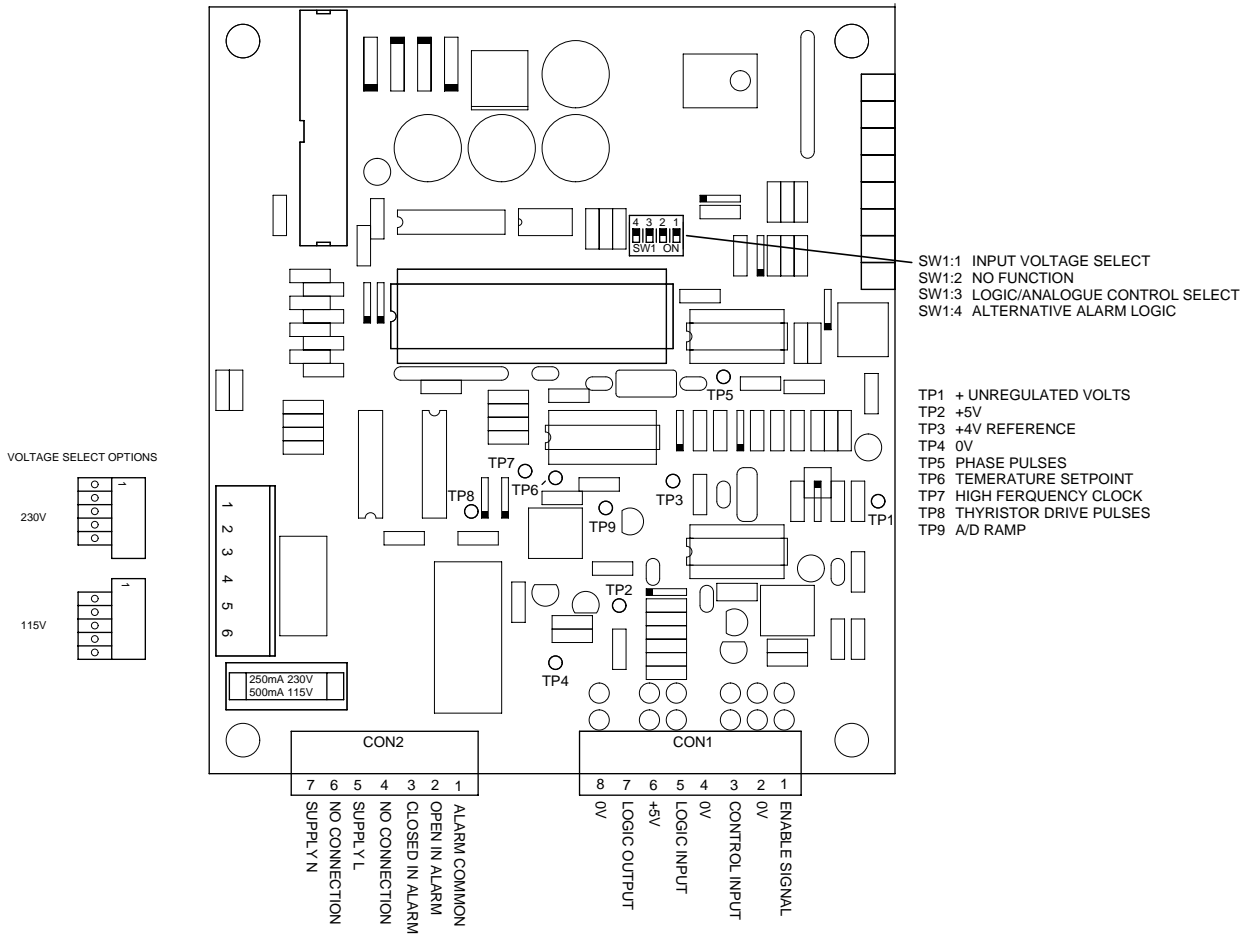 4 3 2 1
SW1 ON
SW1:1 INPUT VOLTAGE SELECT
SW1:2 NO FUNCTION
SW1:3 LOGIC/ANALOGUE CONTROL SELECT
SW1:4 ALTERNATIVE ALARM LOGIC
TP5
TP1 + UNREGULATED VOLTS
TP2 +5V
TP3 +4V REFERENCE
TP4 0V
TP5 PHASE PULSES
TP6 TEMERATURE SETPOINT
TP7 HIGH FERQUENCY CLOCK
TP8 THYRISTOR DRIVE PULSES
TP9 A/D RAMP
VOLTAGE SELECT OPTIONS
1
230V
1
115V
TP7
TP6
TP8
TP3
TP9
TP1
1
2
3
4
5
6
TP2
TP4
250mA 230V
500mA 115V
CON2
CON1
7 6 5 4 3 2 1
SUPPLY N
NO CONNECTION
SUPPLY L
NO CONNECTION
CLOSED IN ALARM
OPEN IN ALARM
ALARM COMMON
8 7 6 5 4 3 2 1
0V
LOGIC OUTPUT
+5V
LOGIC INPUT
0V
CONTROL INPUT
0V
ENABLE SIGNAL